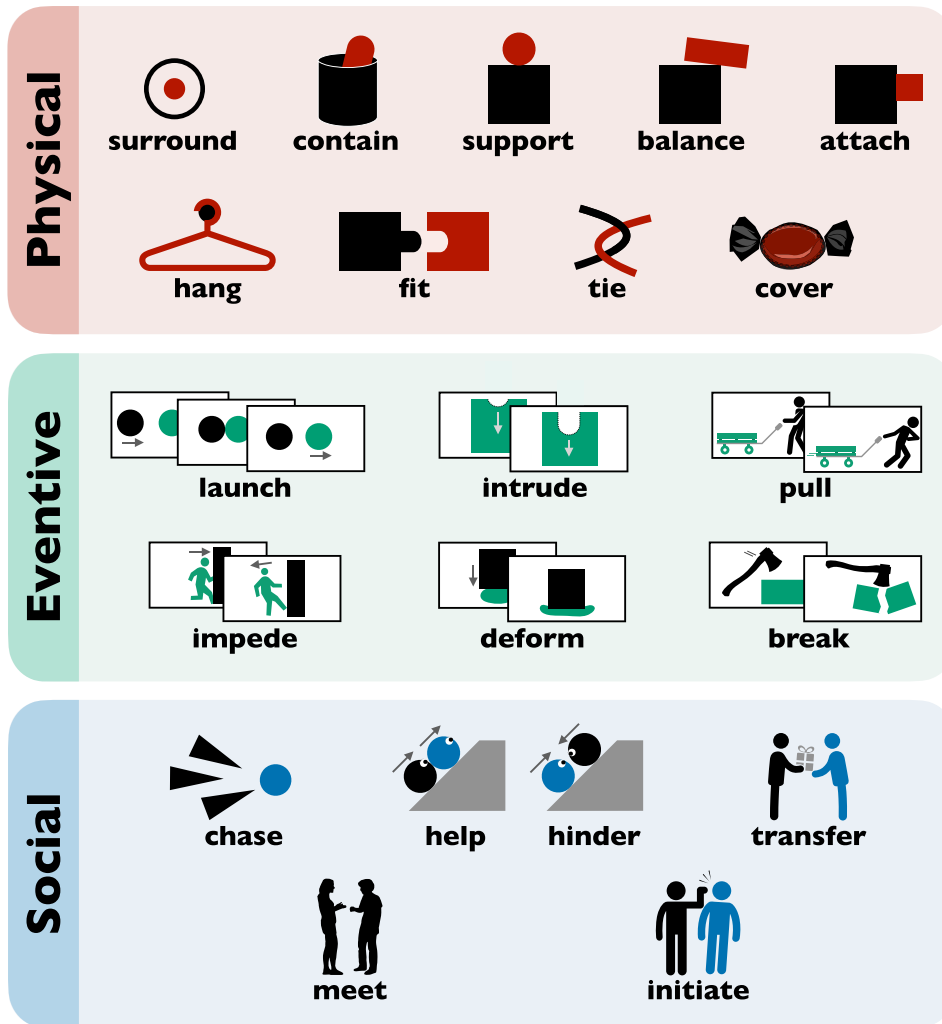 Physical
surround contain support balance attach
hang fit tie cover
Eventive
launch intrude pull
impede deform break
Social
chase help hinder transfer
meet initiate